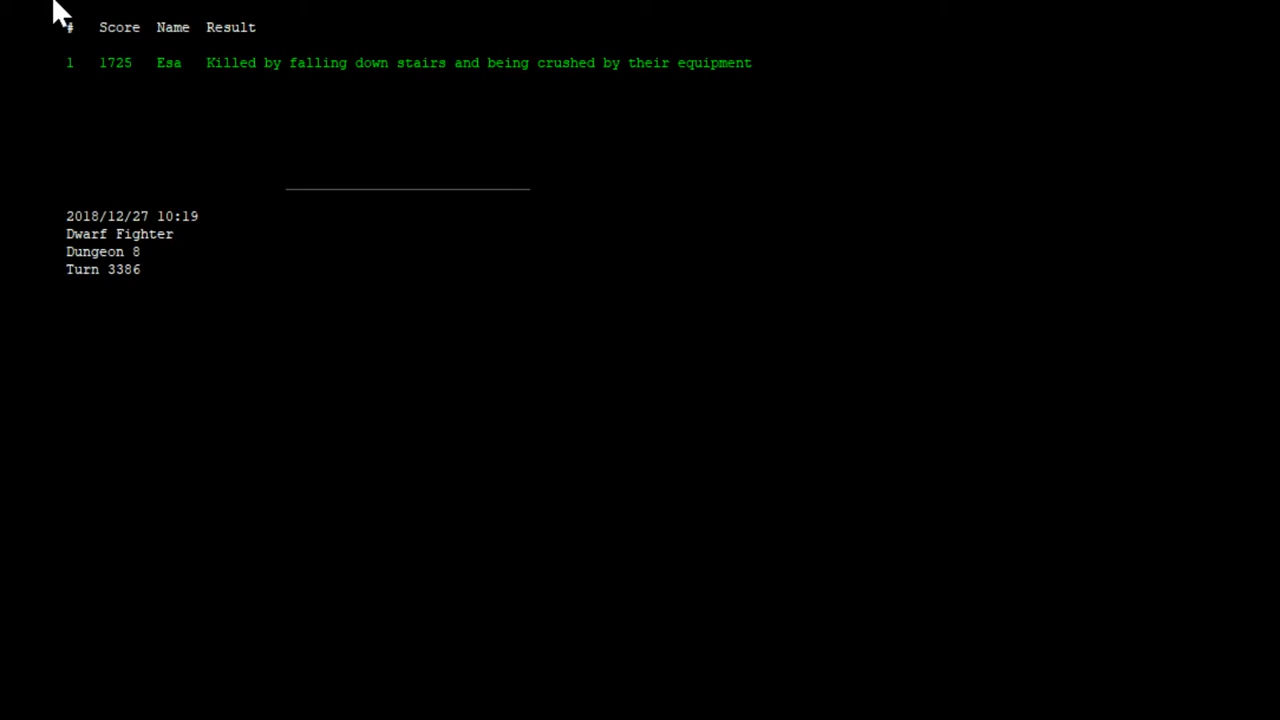 # Score Name Result
1 1725 Esa Killed by falling down stairs and being crushed by their equipment
2018/12/27 10:19
Dwarf Fighter
Dungeon 8
Turn 3386